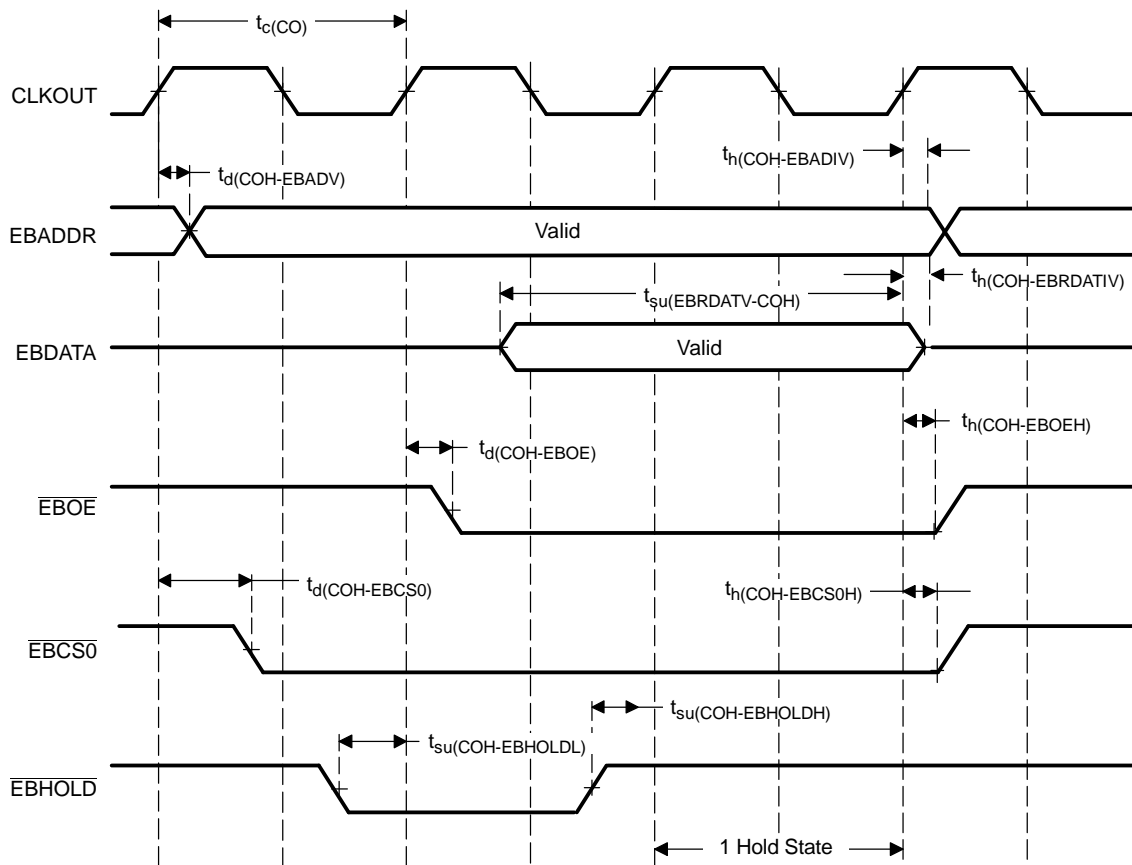 tc(CO)
CLKOUT
th(COH-EBADIV)
td(COH-EBADV)
EBADDR
Valid
th(COH-EBRDATIV)
tsu(EBRDATV-COH)
EBDATA
Valid
th(COH-EBOEH)
td(COH-EBOE)
EBOE
td(COH-EBCS0)
th(COH-EBCS0H)
EBCS0
tsu(COH-EBHOLDH)
tsu(COH-EBHOLDL)
EBHOLD
1 Hold State